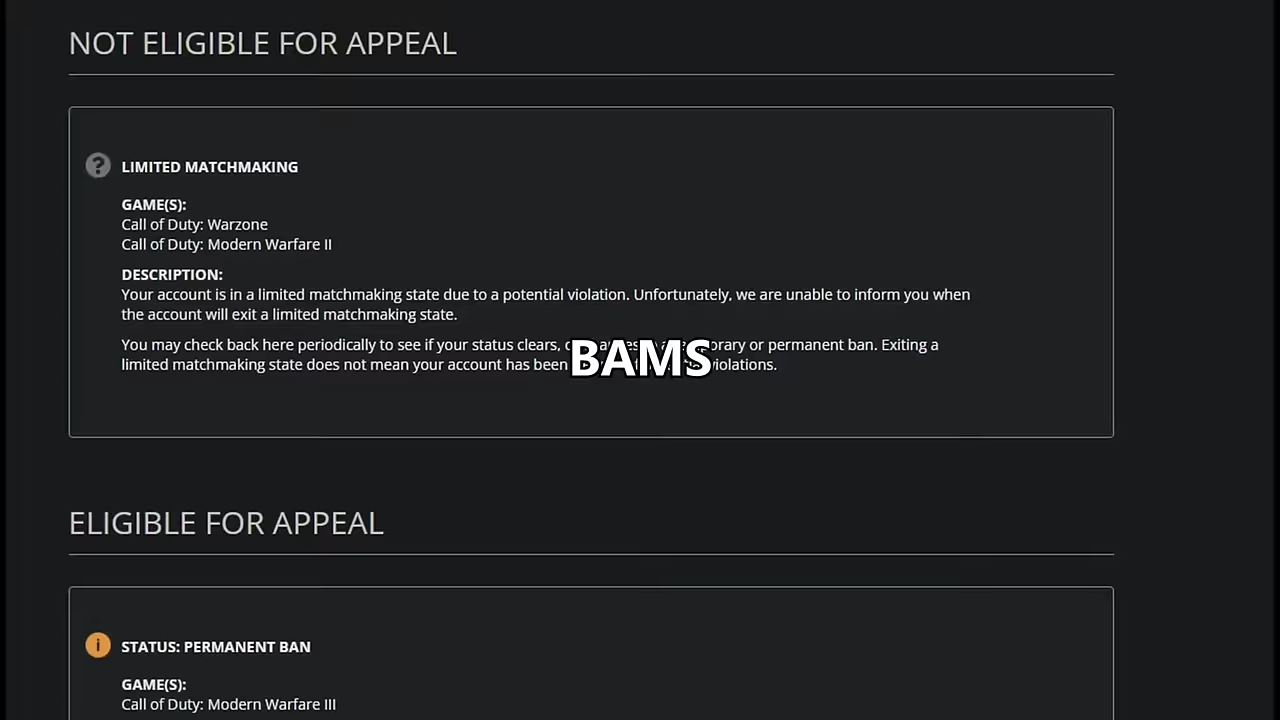 NOT ELIGIBLE FOR APPEAL
LIMITED MATCHMAKING
GAME(S):
Call of Duty: Warzone
Call of Duty: Modern Warfare II
DESCRIPTION:
Your account is in a limited matchmaking state due to a potential violation. Unfortunately, we are unable to inform you when
the account will exit a limited matchmaking state.
You may check back here periodically to see if your status clears, or permanent ban. Exiting a
limited matchmaking state does not mean your account has been violations.
BAMS
ELIGIBLE FOR APPEAL
STATUS: PERMANENT BAN
GAME(S):
Call of Duty: Modern Warfare III